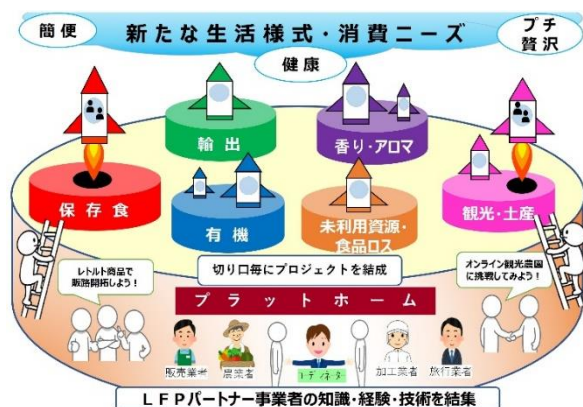 簡便
新たな生活様式・消費ニーズ
プチ
贅沢
健康
輸出
香り・アロマ
保存食
有機
未利用資源・
食品ロス
観光・土産
切り口毎にプロジェクトを結成
レトルト商品で
販路開拓しよう！
オンライン観光農園
に挑戦してみよう！
プラットホーム
販売業者
農業者
コーディネーター
加工業者
旅行業者
ＬＦＰパートナー事業者の知識・経験・技術を結集